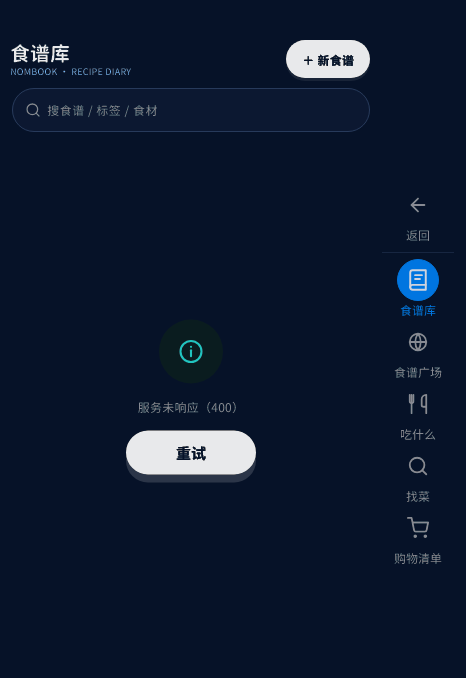 食谱库
NOMBOOK • RECIPE DIARY
+ 新食谱
搜食谱 / 标签 / 食材
返回
食谱库
食谱广场
吃什么
找菜
购物清单
服务未响应（400）
重试